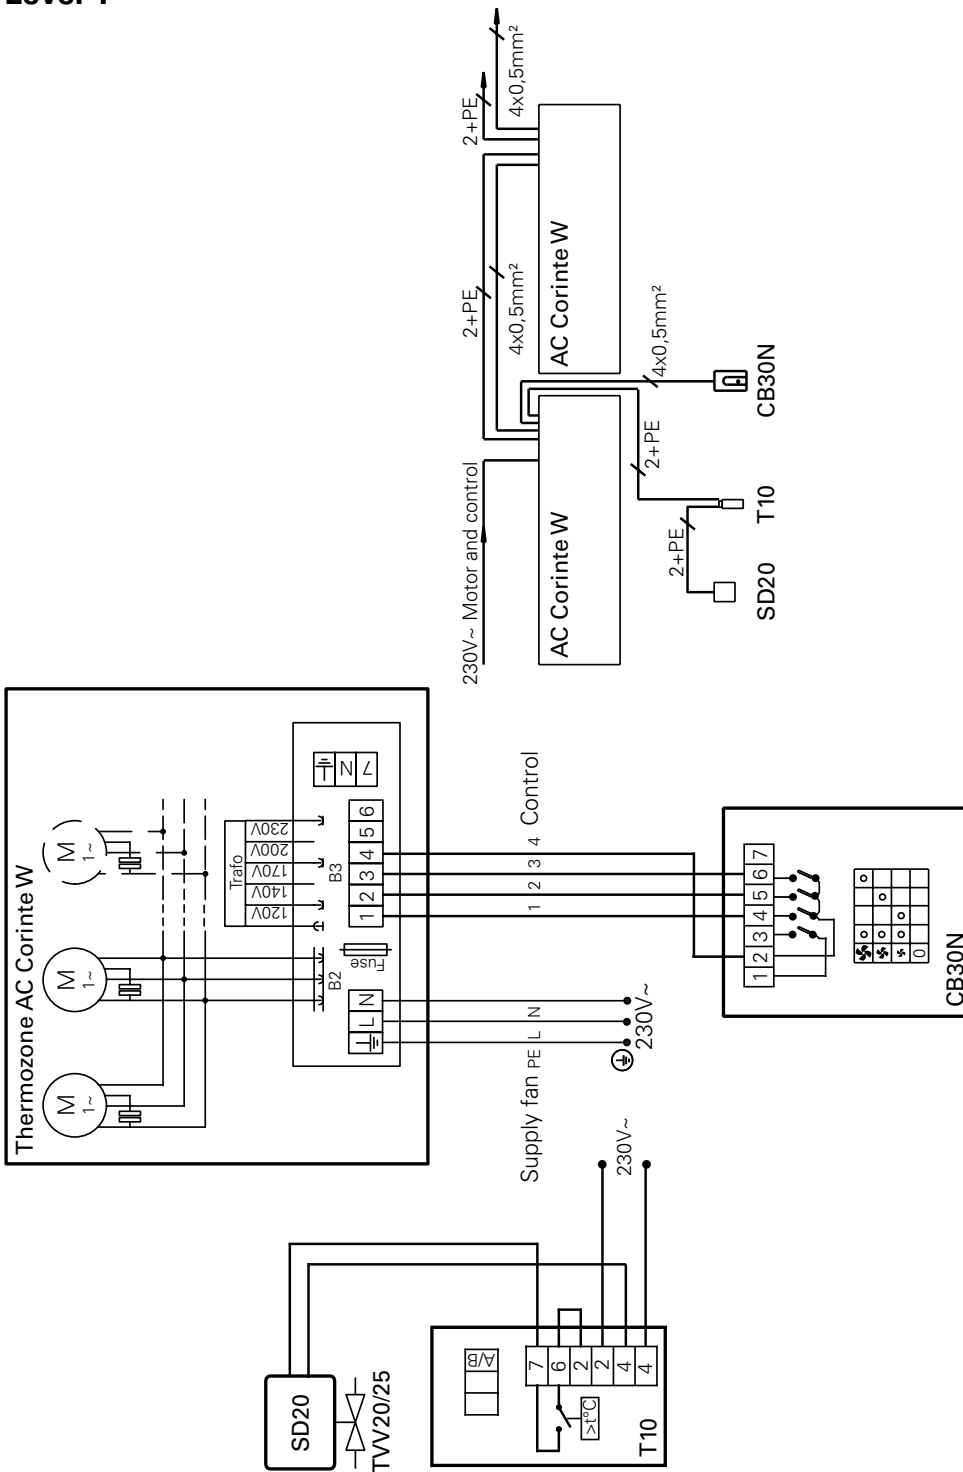 Thermozone AC Corinte W
M
1~
M
1~
M
1~
Trafo
120V
140V
170V
200V
230V
B2
Fuse
B3
L
N
1
2
3
4
5
6
N
7
Supply fan
PE
L
N
230V~
1
2
3
4
Control
1
2
3
4
5
6
7
0
CB30N
SD20
TVV20/25
A/B
7
6
2
2
4
4
>t°C
T10
230V~
230V~ Motor and control
2+PE
4x0,5mm²
2+PE
4x0,5mm²
AC Corinte W
AC Corinte W
2+PE
2+PE
4x0,5mm²
SD20
T10
CB30N